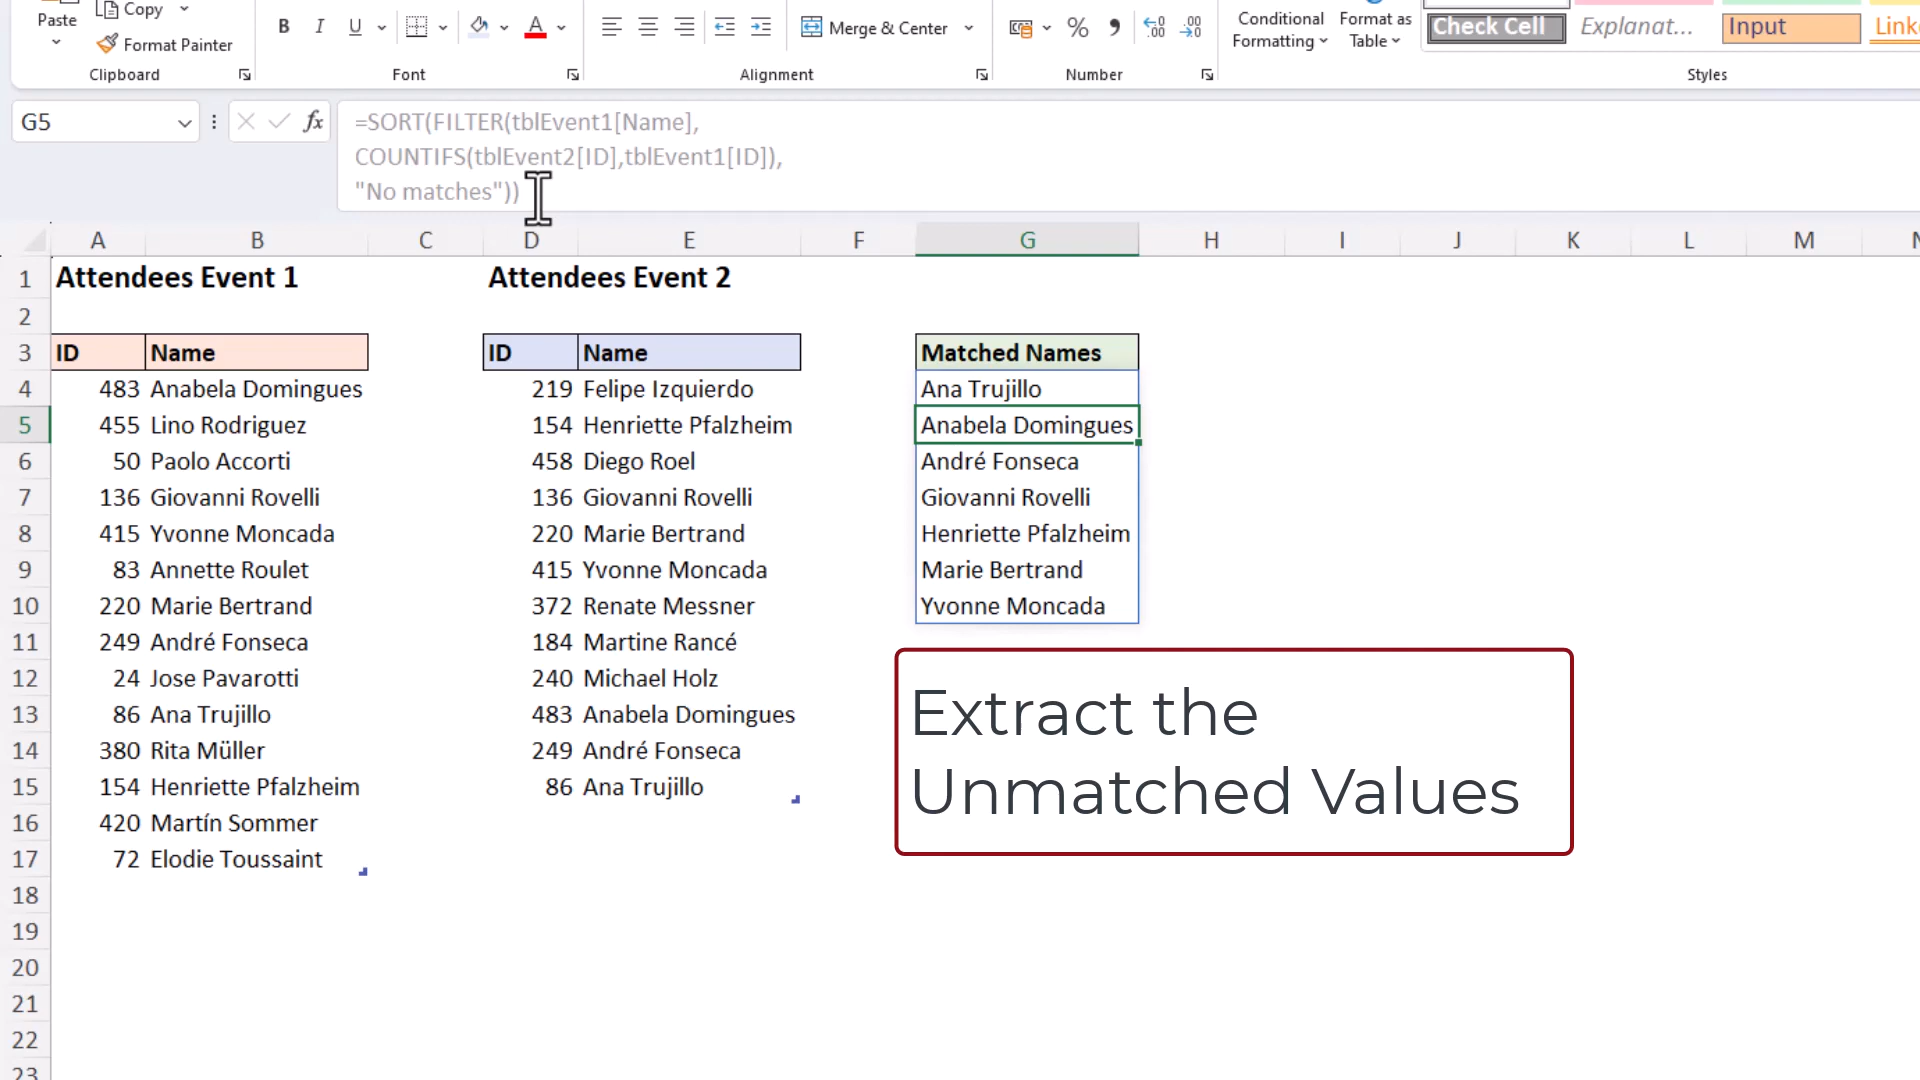 Paste
Copy
Format Painter
Clipboard
B I U A
Font
Alignment
Merge & Center
% ,
Number
Conditional Formatting
Format as Table
Check Cell
Explanat...
Input
Styles
G5
fx
=SORT(FILTER(tblEvent1[Name],
COUNTIFS(tblEvent2[ID],tblEvent1[ID]),
"No matches"))
A B C D E F G H I J K L M
1 Attendees Event 1 Attendees Event 2
2
3 ID Name ID Name Matched Names
4 483 Anabela Domingues 219 Felipe Izquierdo Ana Trujillo
5 455 Lino Rodriguez 154 Henriette Pfalzheim Anabela Domingues
6 50 Paolo Accorti 458 Diego Roel André Fonseca
7 136 Giovanni Rovelli 136 Giovanni Rovelli Giovanni Rovelli
8 415 Yvonne Moncada 220 Marie Bertrand Henriette Pfalzheim
9 83 Annette Roulet 415 Yvonne Moncada Marie Bertrand
10 220 Marie Bertrand 372 Renate Messner Yvonne Moncada
11 249 André Fonseca 184 Martine Rancé
12 24 Jose Pavarotti 240 Michael Holz
13 86 Ana Trujillo 483 Anabela Domingues
14 380 Rita Müller 249 André Fonseca
15 154 Henriette Pfalzheim 86 Ana Trujillo
16 420 Martín Sommer
17 72 Elodie Toussaint
18
19
20
21
22
23
Extract the
Unmatched Values